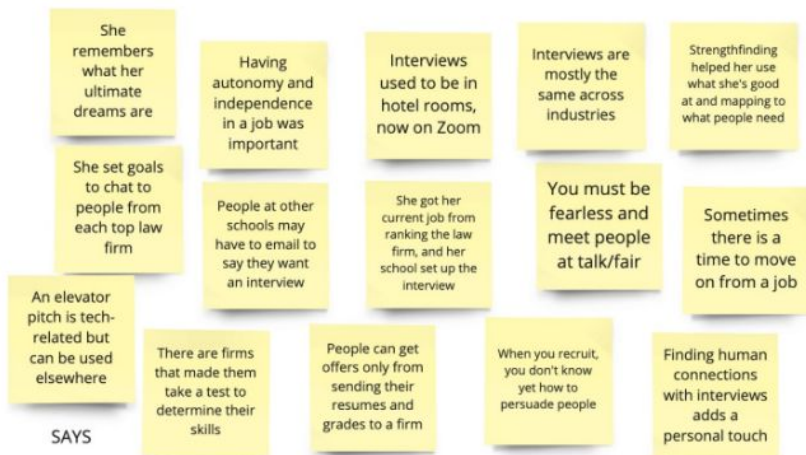 She
remembers
what her
ultimate
dreams are
Having
autonomy and
independence
in a job was
important
Interviews
used to be in
hotel rooms,
now on Zoom
Interviews are
mostly the
same across
industries
Strengthfinding
helped her use
what she's good
at and mapping to
what people need
She set goals
to chat to
people from
each top law
firm
People at other
schools may
have to email to
say they want
an interview
She got her
current job from
ranking the law
firm, and her
school set up the
interview
You must be
fearless and
meet people
at talk/fair
Sometimes
there is a
time to move
on from a job
An elevator
pitch is tech-
related but
can be used
elsewhere
There are firms
that made them
take a test to
determine their
skills
People can get
offers only from
sending their
resumes and
grades to a firm
When you recruit,
you don't know
yet how to
persuade people
Finding human
connections
with interviews
adds a
personal touch
SAYS